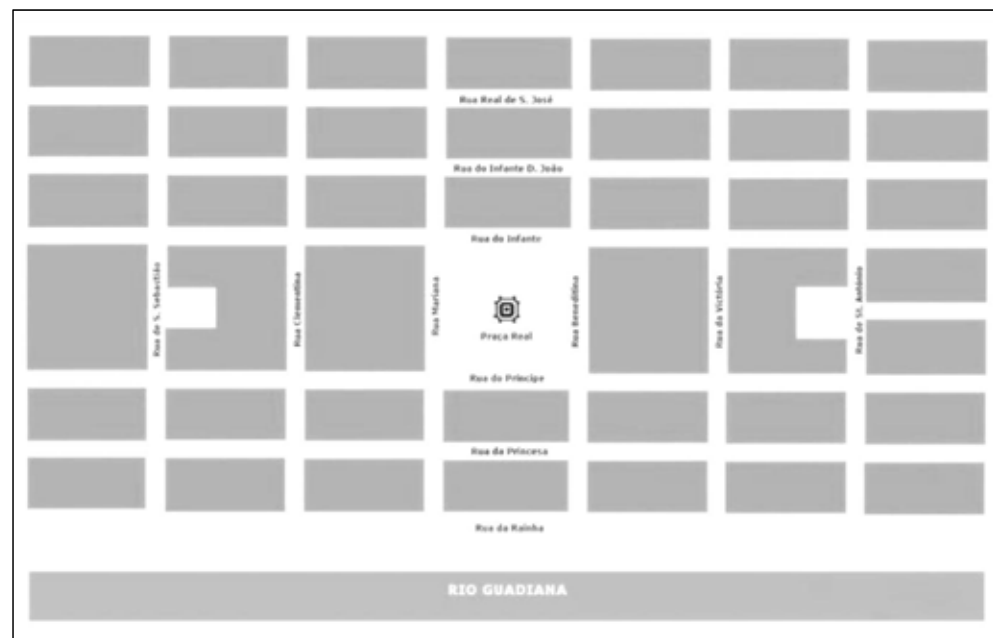 Rua Real de S. José
Rua do Infante D. João
Rua do Infante
Rua de S. Sebastião
Rua Clementina
Rua Mariana
Praça Real
Rua Beneditina
Rua da Victória
Rua de St. António
Rua do Príncipe
Rua da Princesa
Rua da Rainha
RIO GUADIANA